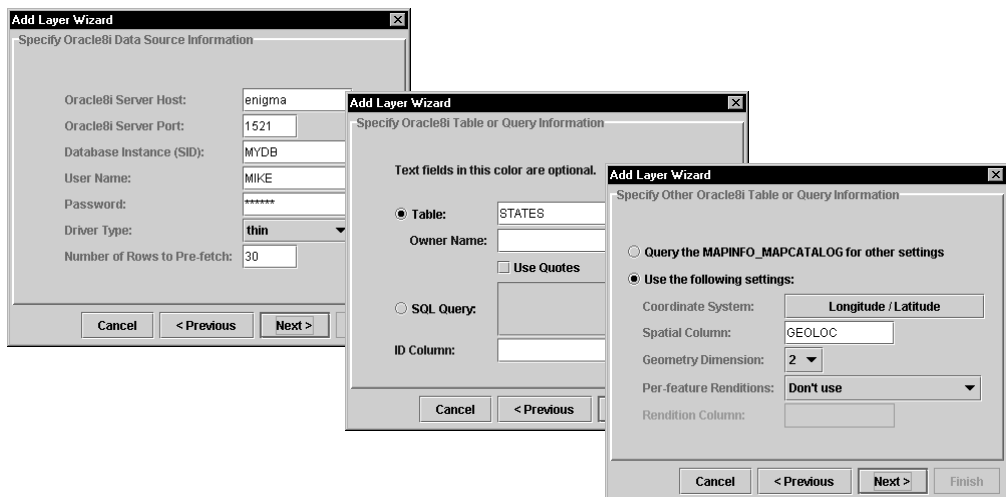 Add Layer Wizard
Specify Oracle8i Data Source Information
Oracle8i Server Host: enigma
Oracle8i Server Port: 1521
Database Instance (SID): MYDB
User Name: MIKE
Password: ******
Driver Type: thin
Number of Rows to Pre-fetch: 30
Cancel < Previous Next >
Add Layer Wizard
Specify Oracle8i Table or Query Information
Text fields in this color are optional.
Table: STATES
Owner Name:
Use Quotes
SQL Query:
ID Column:
Cancel < Previous
Add Layer Wizard
Specify Other Oracle8i Table or Query Information
Query the MAPINFO_MAPCATALOG for other settings
Use the following settings:
Coordinate System: Longitude / Latitude
Spatial Column: GEOLOC
Geometry Dimension: 2
Per-feature Renditions: Don't use
Rendition Column:
Cancel < Previous Next > Finish